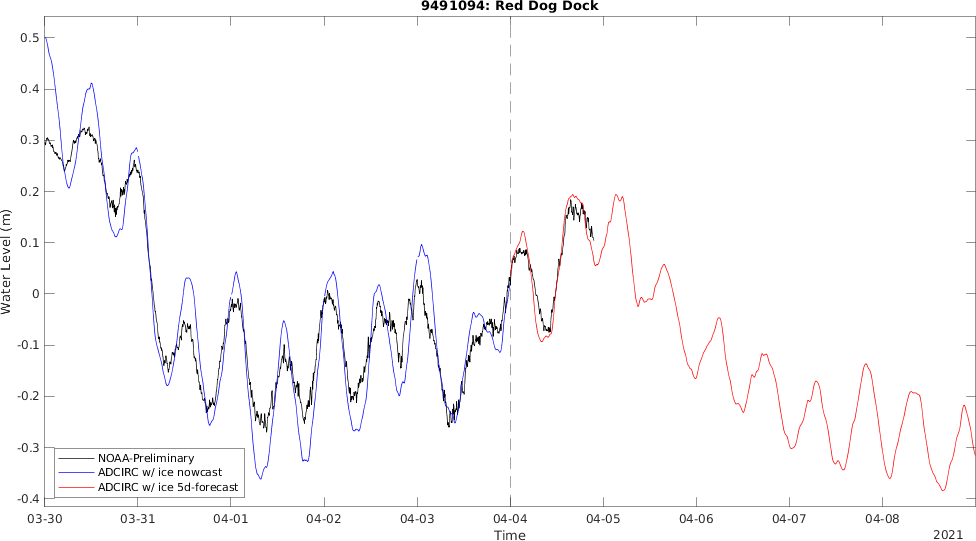 9491094: Red Dog Dock
Water Level (m)
0.5
0.4
0.3
0.2
0.1
0
-0.1
-0.2
-0.3
-0.4
NOAA-Preliminary
ADCIRC w/ ice nowcast
ADCIRC w/ ice 5d-forecast
03-30 03-31 04-01 04-02 04-03 04-04 04-05 04-06 04-07 04-08
Time
2021